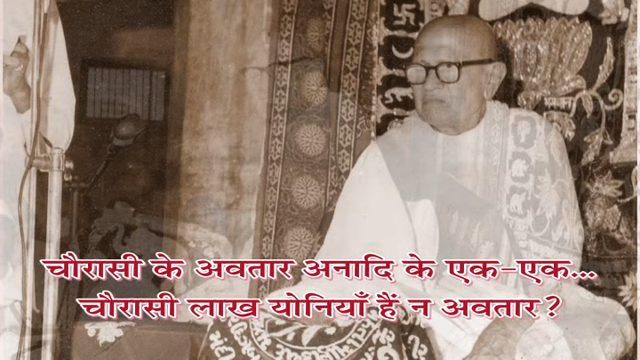 चौरासी के अवतार अनादि के एक-एक...
चौरासी लाख योनियाँ हैं न अवतार?